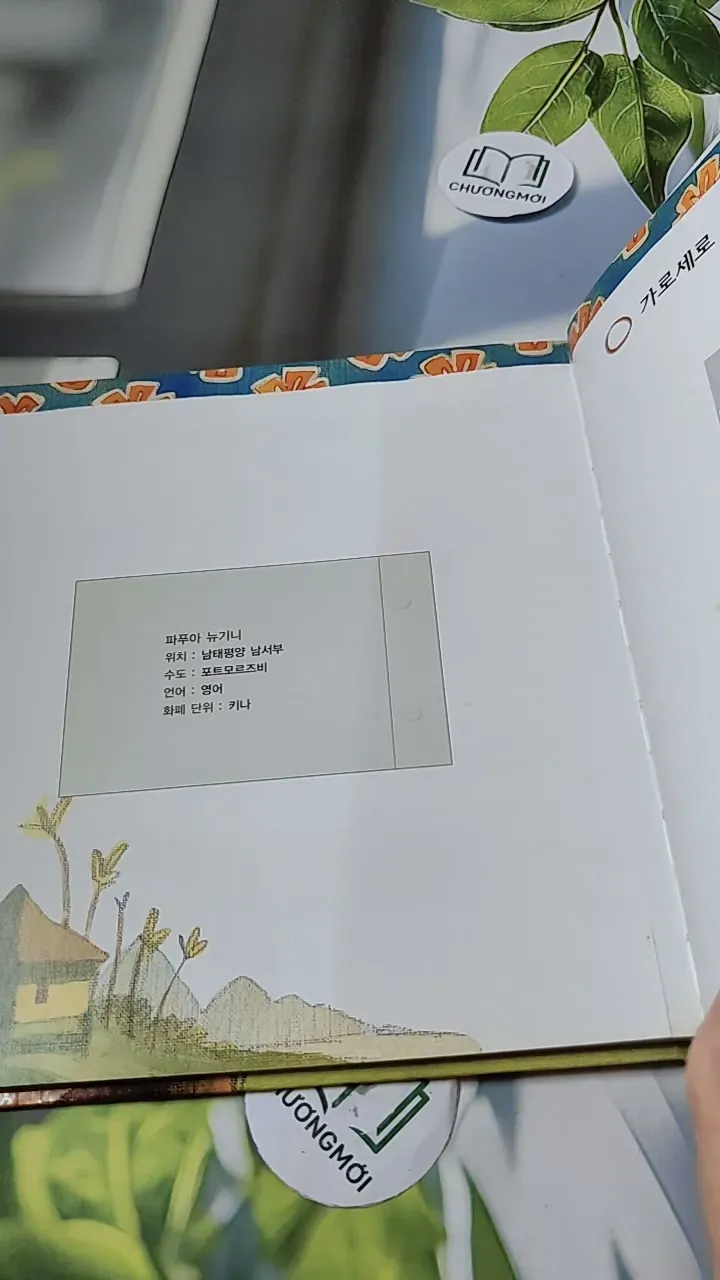 CHƯƠNGMỚI
가로세로
파푸아 뉴기니
위치 : 남태평양 남서부
수도 : 포트모르즈비
언어 : 영어
화폐 단위 : 키나
ƯƠNGMỚI